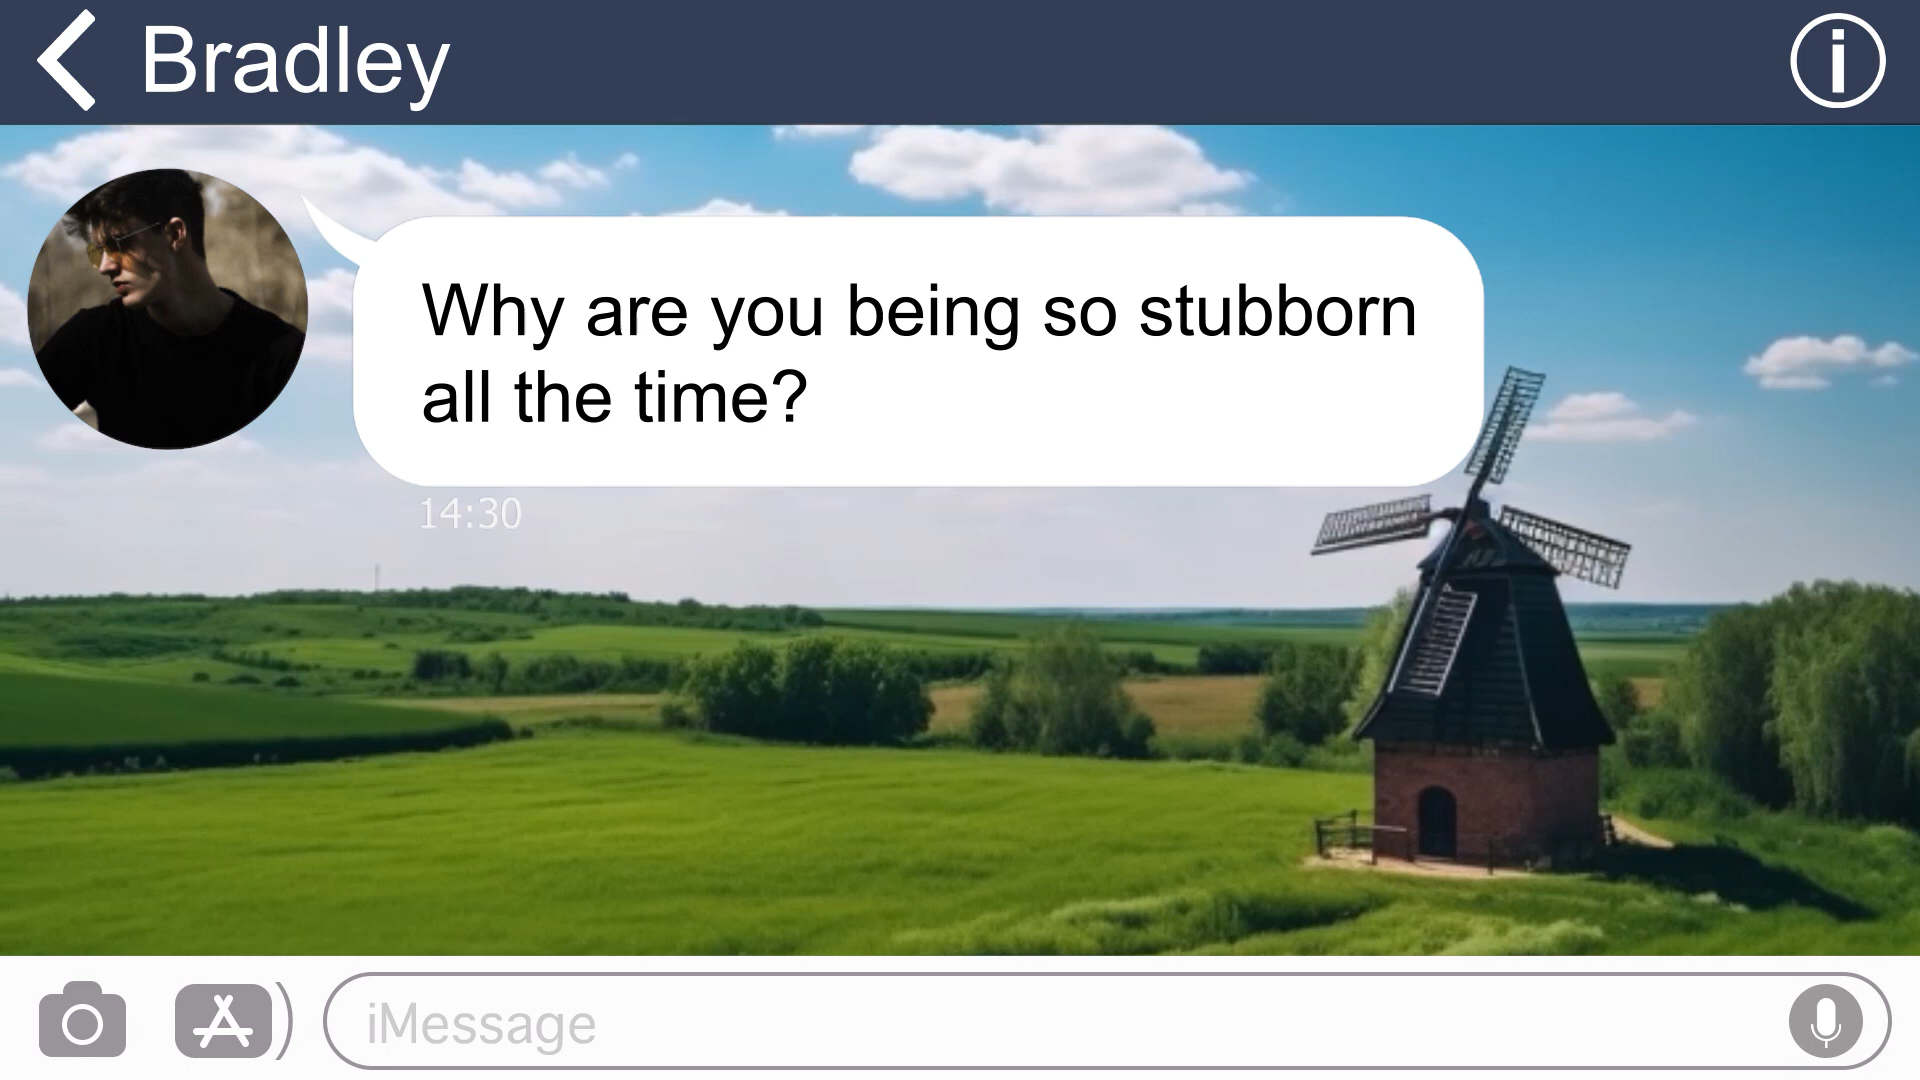 Bradley
Why are you being so stubborn
all the time?
14:30
iMessage